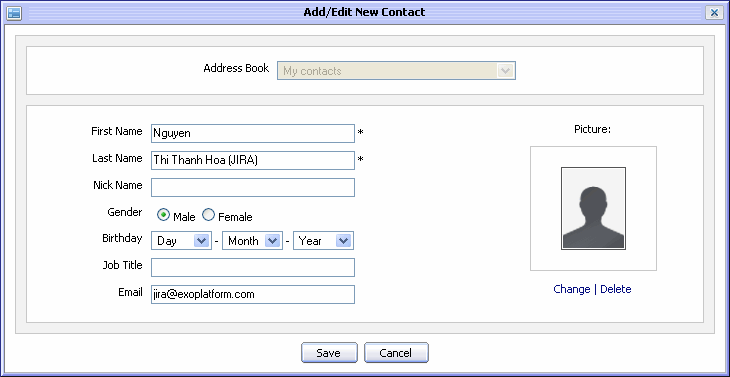 Add/Edit New Contact
Address Book My contacts
First Name Nguyen *
Picture:
Last Name Thi Thanh Hoa (JIRA) *
Nick Name
Gender Male Female
Birthday Day - Month - Year
Job Title
Email jira@exoplatform.com
Change | Delete
Save Cancel